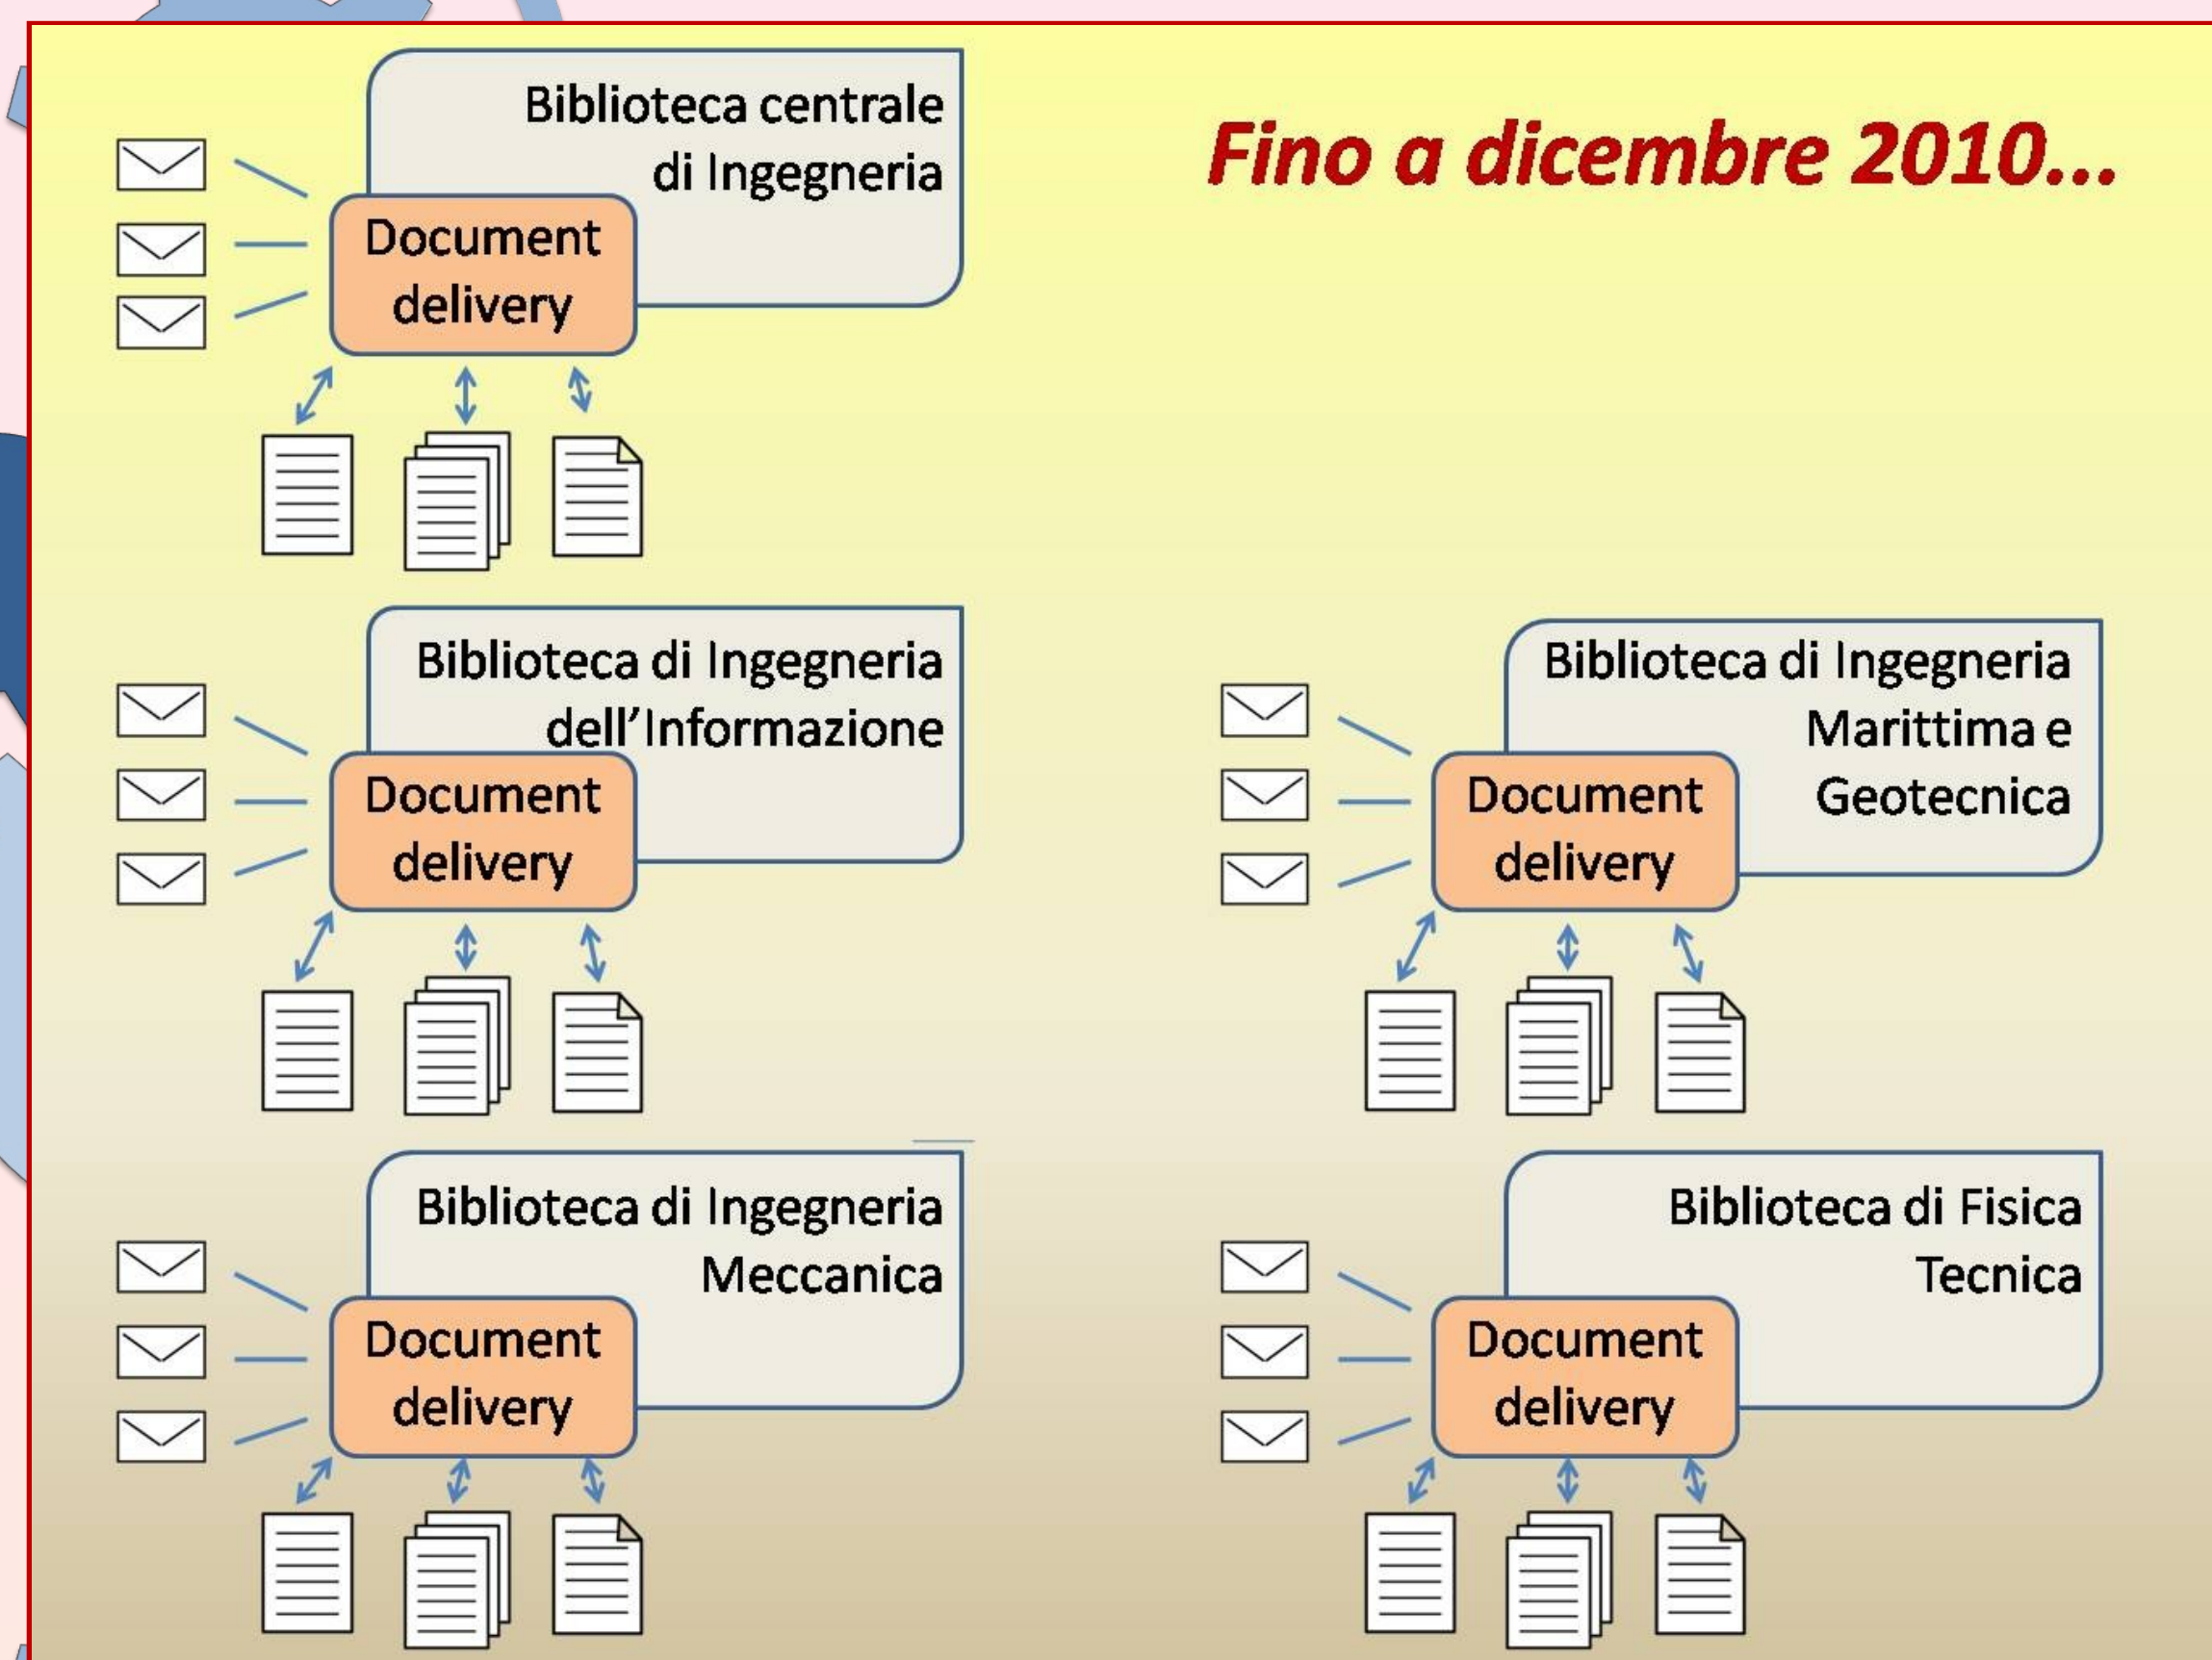 Biblioteca centrale
di Ingegneria
Document
delivery
Fino a dicembre 2010...
Biblioteca di Ingegneria
dell'Informazione
Document
delivery
Biblioteca di Ingegneria
Marittima e
Geotecnica
Document
delivery
Biblioteca di Ingegneria
Meccanica
Document
delivery
Biblioteca di Fisica
Tecnica
Document
delivery